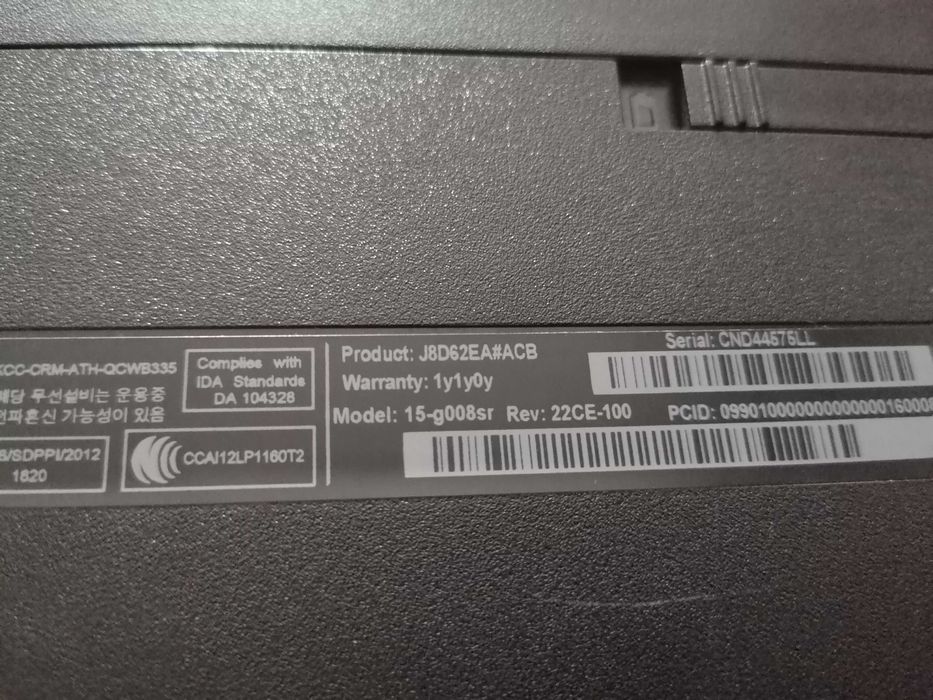 KCC-CRM-ATH-QCWB335
해당 무선설비는 운용중
전파혼신 가능성이 있음
/SDPPI/2012
1820
Complies with
IDA Standards
DA 104328
CCAI12LP1160T2
Product: J8D62EA#ACB
Warranty: 1y1y0y
Model: 15-g008sr Rev: 22CE-100
Serial: CND44575LL
PCID: 09901000000000000016000